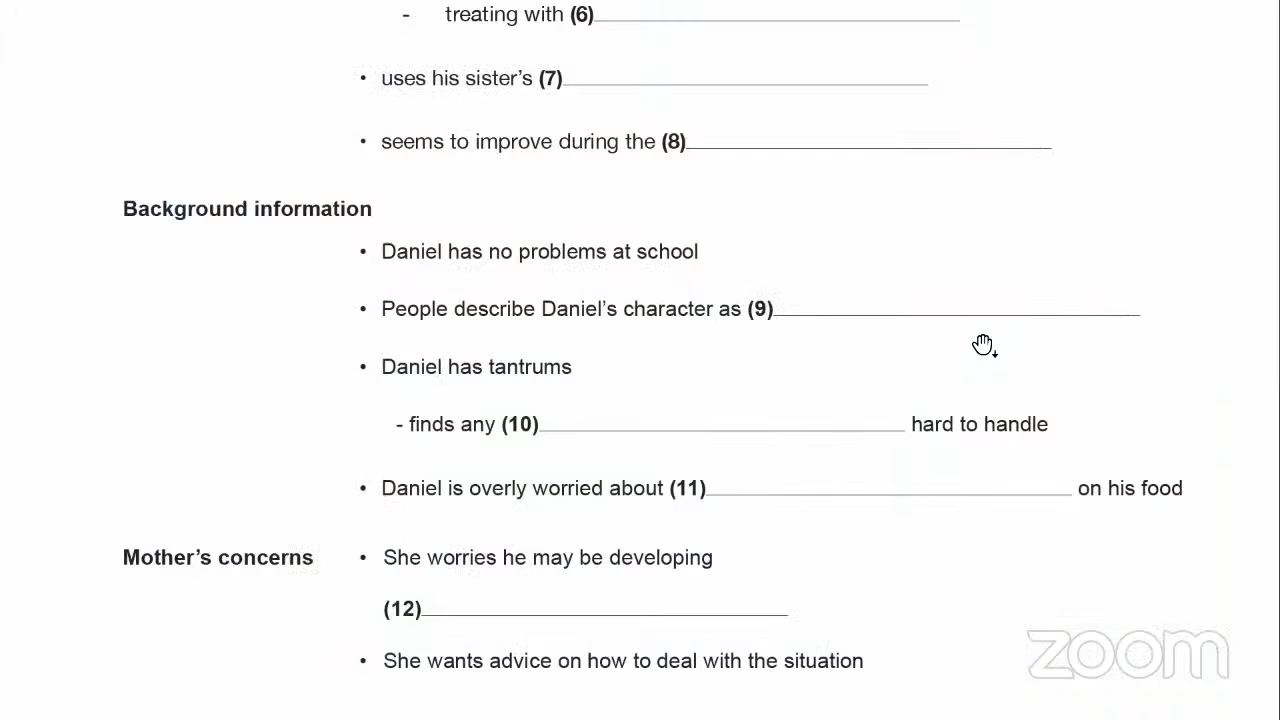 - treating with (6)
• uses his sister's (7)
• seems to improve during the (8)
Background information
• Daniel has no problems at school
• People describe Daniel's character as (9)
• Daniel has tantrums
- finds any (10) hard to handle
• Daniel is overly worried about (11) on his food
Mother's concerns • She worries he may be developing
(12)
• She wants advice on how to deal with the situation
zoom